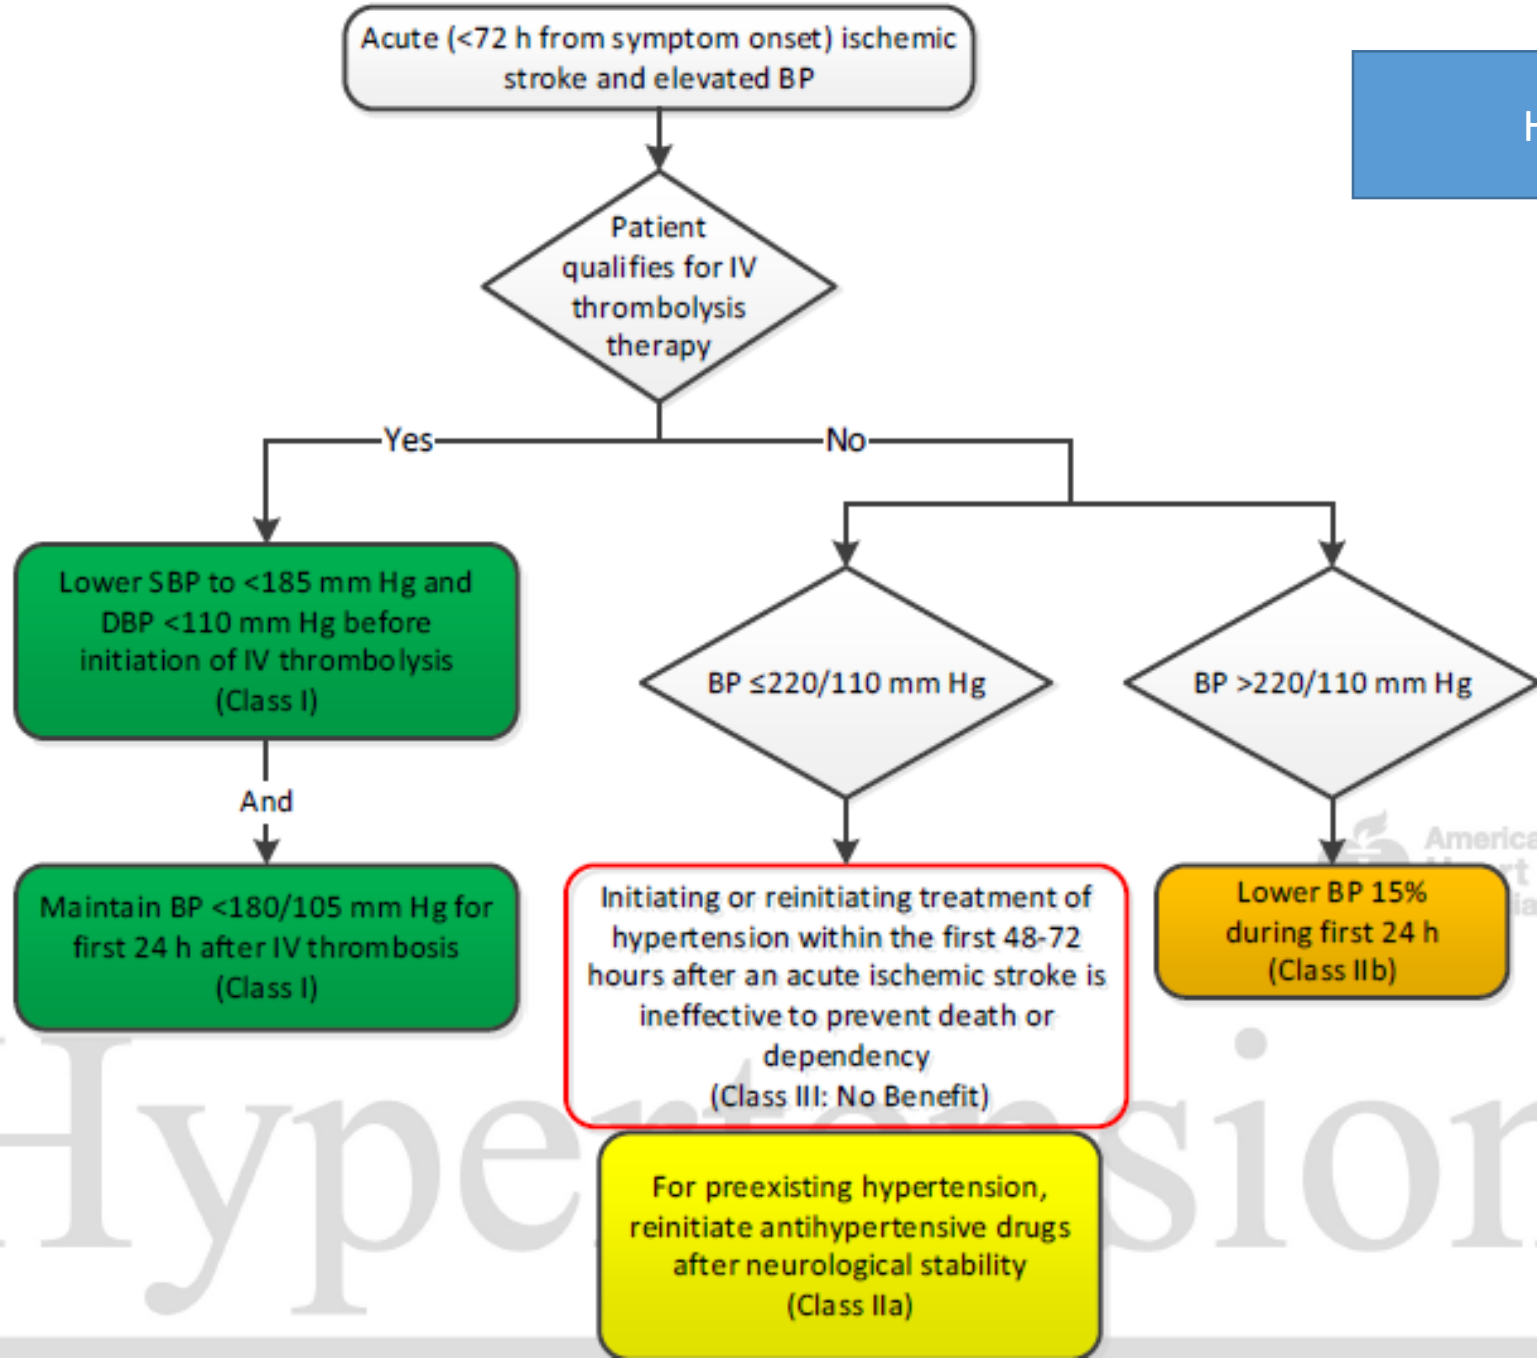 Acute (<72 h from symptom onset) ischemic
stroke and elevated BP
H
Patient
qualifies for IV
thrombolysis
therapy
Yes
No
Lower SBP to <185 mm Hg and
DBP <110 mm Hg before
initiation of IV thrombolysis
(Class I)
BP ≤220/110 mm Hg
BP >220/110 mm Hg
And
America
Maintain BP <180/105 mm Hg for
first 24 h after IV thrombosis
(Class I)
Initiating or reinitiating treatment of
hypertension within the first 48-72
hours after an acute ischemic stroke is
ineffective to prevent death or
dependency
(Class III: No Benefit)
Lower BP 15%
during first 24 h
(Class IIb)
For preexisting hypertension,
reinitiate antihypertensive drugs
after neurological stability
(Class IIa)
Hypertension